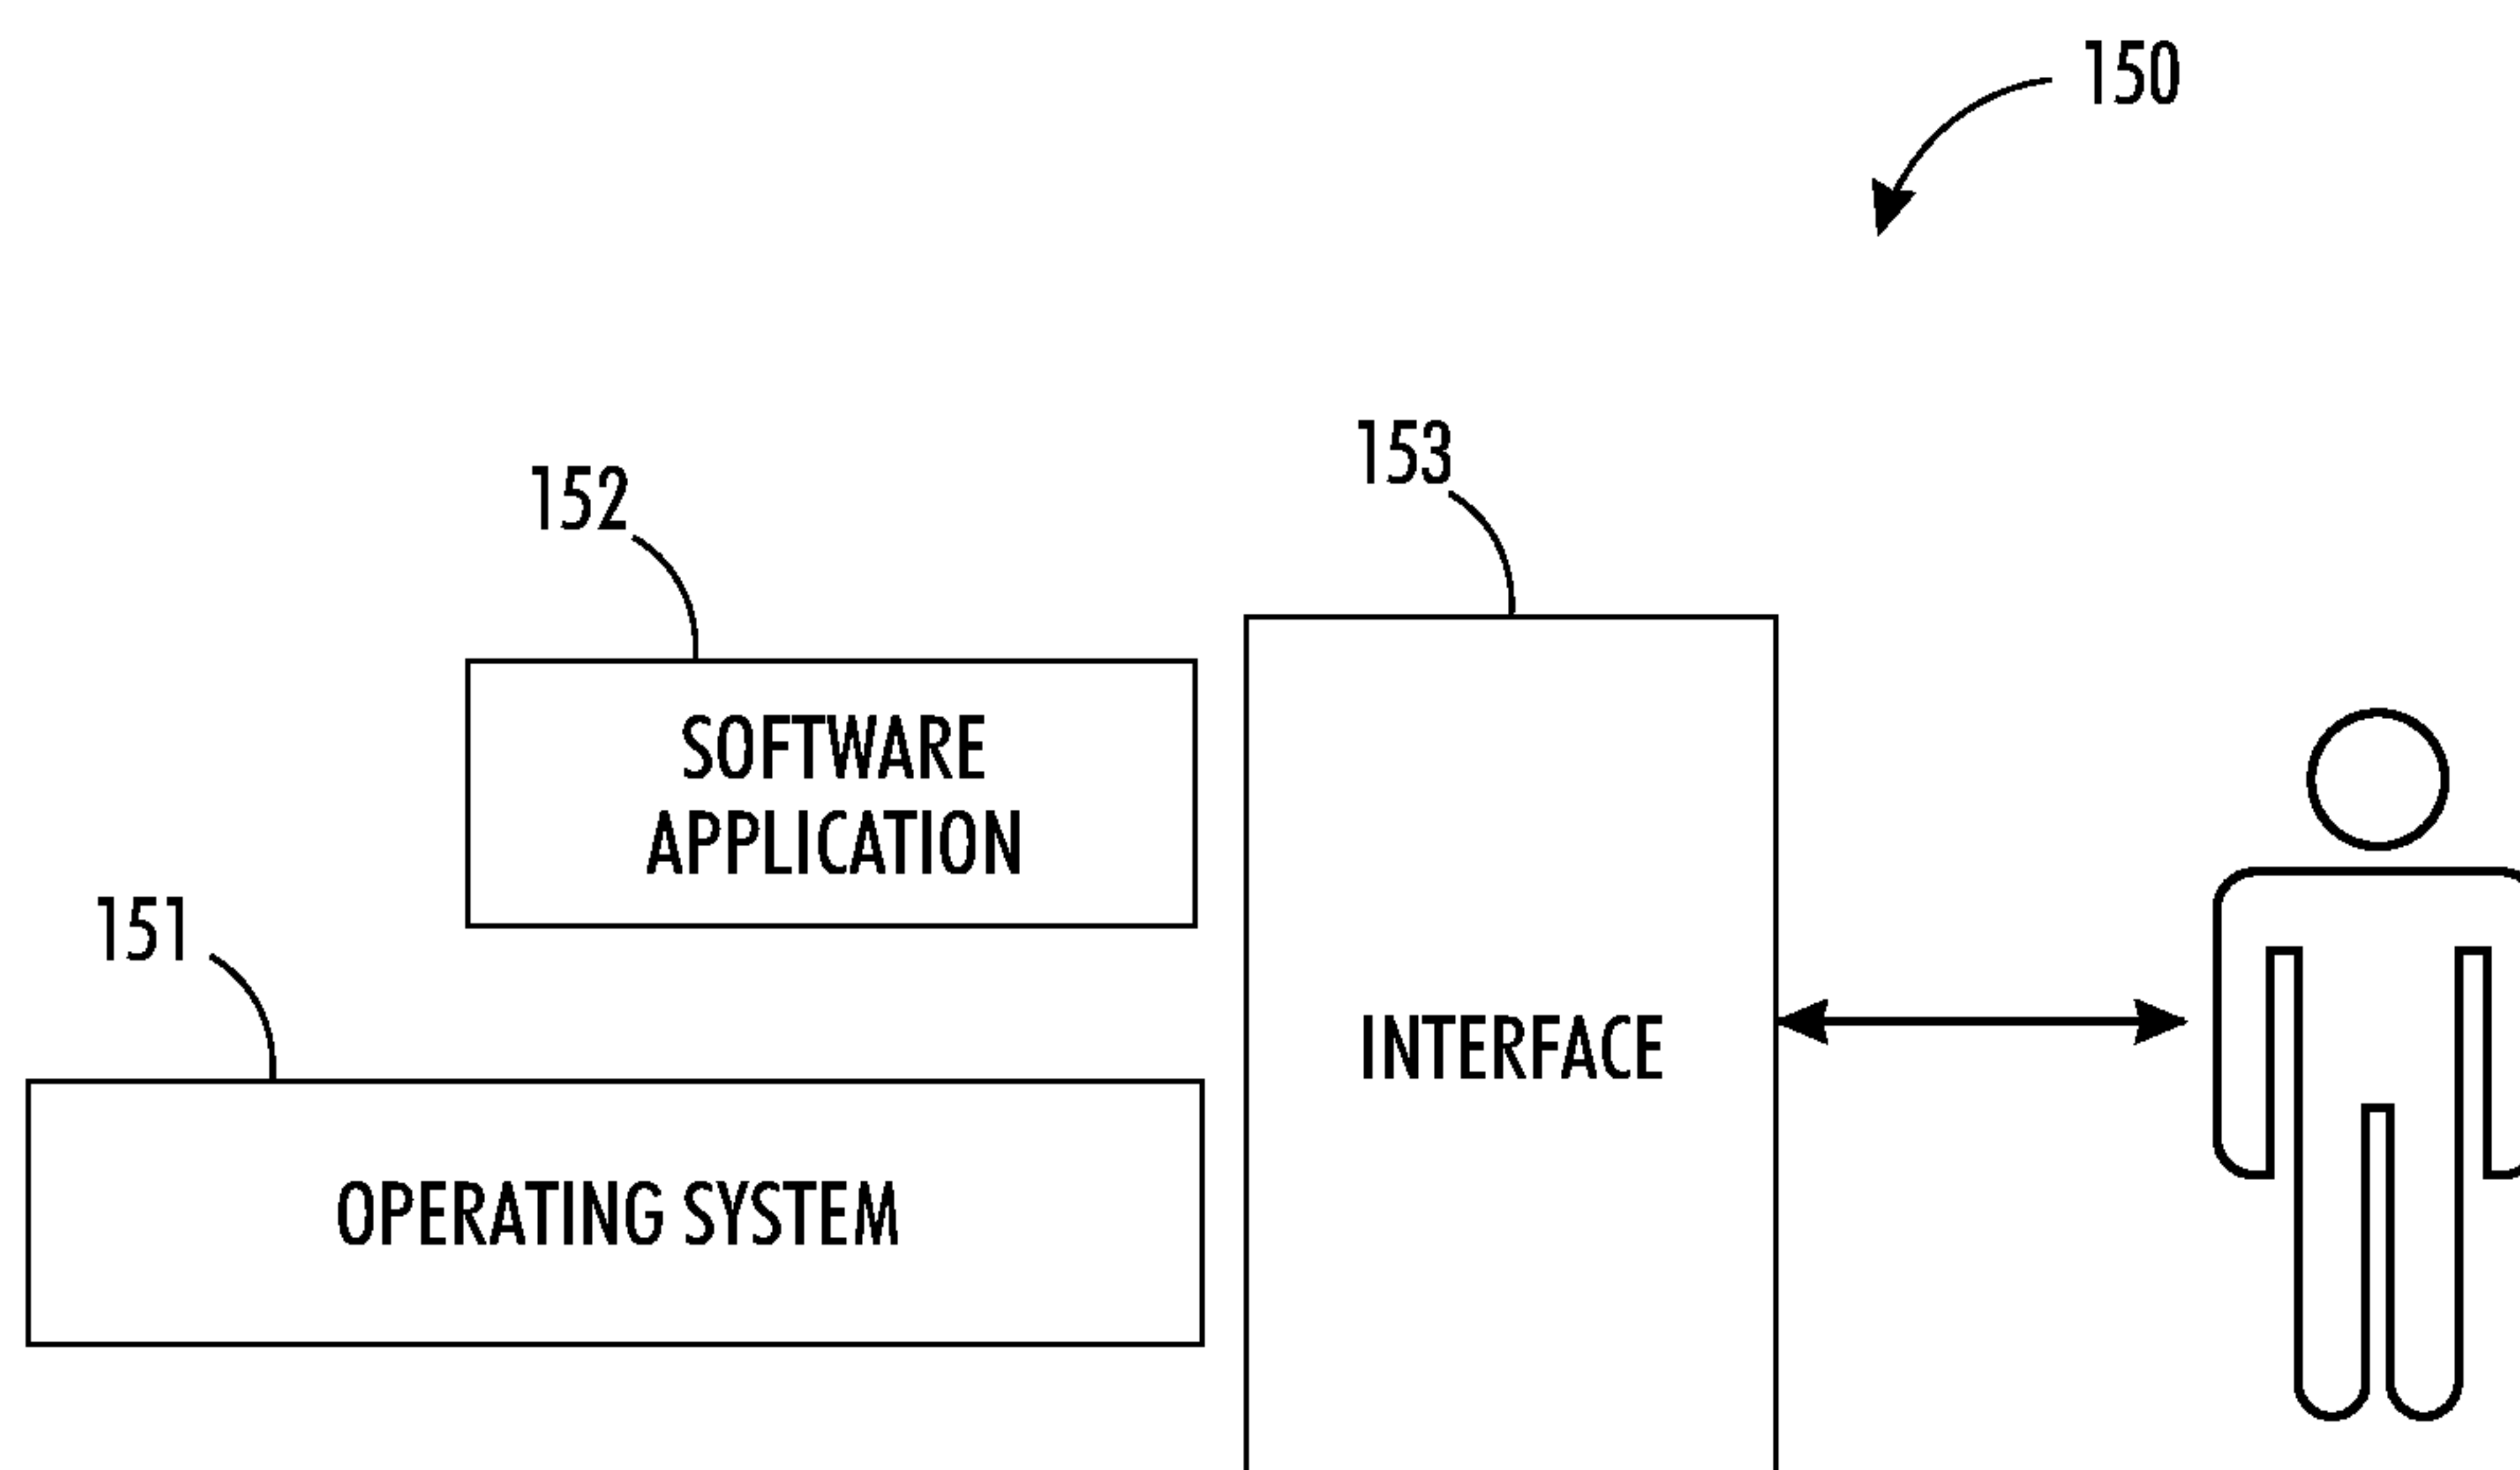 150
153
152
SOFTWARE
APPLICATION
151
INTERFACE
OPERATING SYSTEM